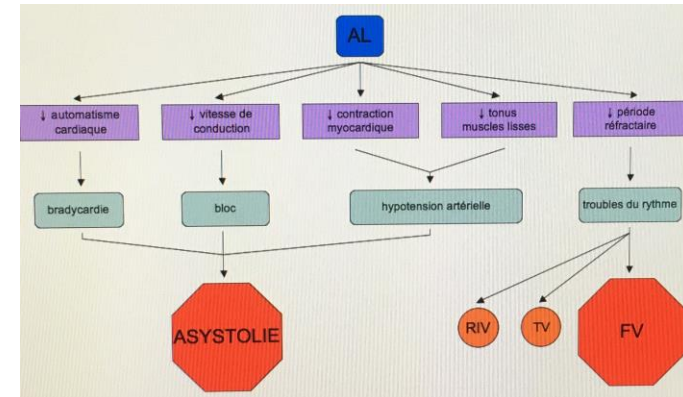 AL
↓ automatisme
cardiaque
↓ vitesse de
conduction
↓ contraction
myocardique
↓ tonus
muscles lisses
↓ période
réfractaire
bradycardie
bloc
hypotension artérielle
troubles du rythme
ASYSTOLIE
RIV
TV
FV